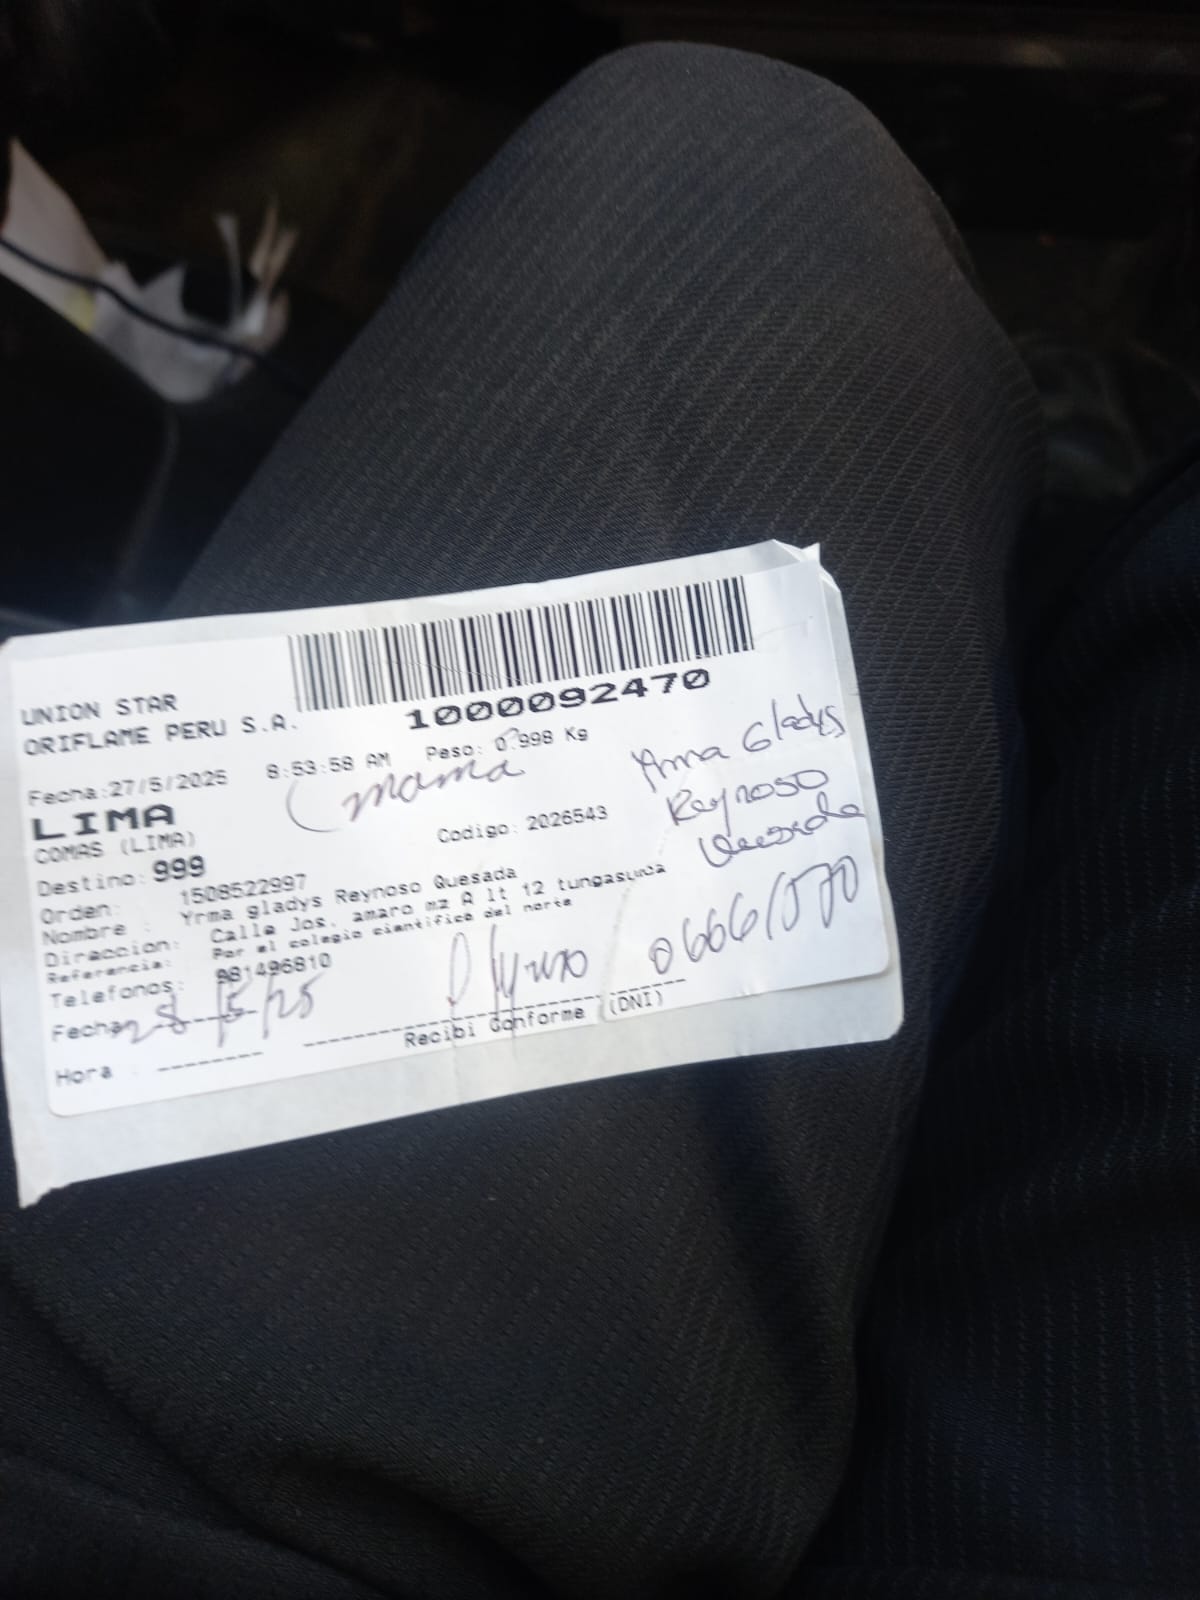 UNION STAR
ORIFLAME PERU S.A.
1000092470
Fecha:27/5/2025 8:53:58 AM Peso: 0.998 Kg
LIMA
mama
Yrma Gladys
Reynoso
Quesada
COMAS (LIMA)
Codigo: 2026543
Destino: 999
Orden: 1508522997
Nombre : Yrma gladys Reynoso Quesada
Direccion: Calle Jos. amaro mz A lt 12 tungasuca
Referencia: Por el colegio cientifico del norte
Telefonos: 981496810
Fecha 28/5/25
Recibi Conforme (DNI)
Hora